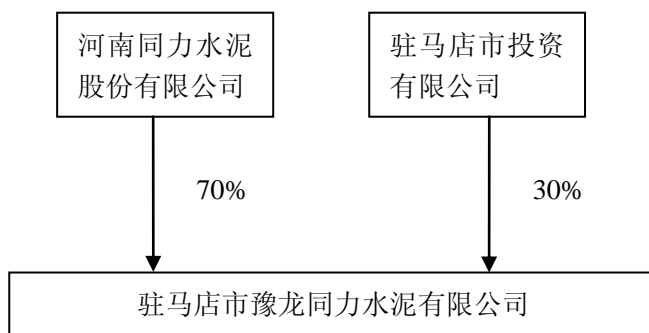 河南同力水泥
股份有限公司
驻马店市投资
有限公司
70%
30%
驻马店市豫龙同力水泥有限公司